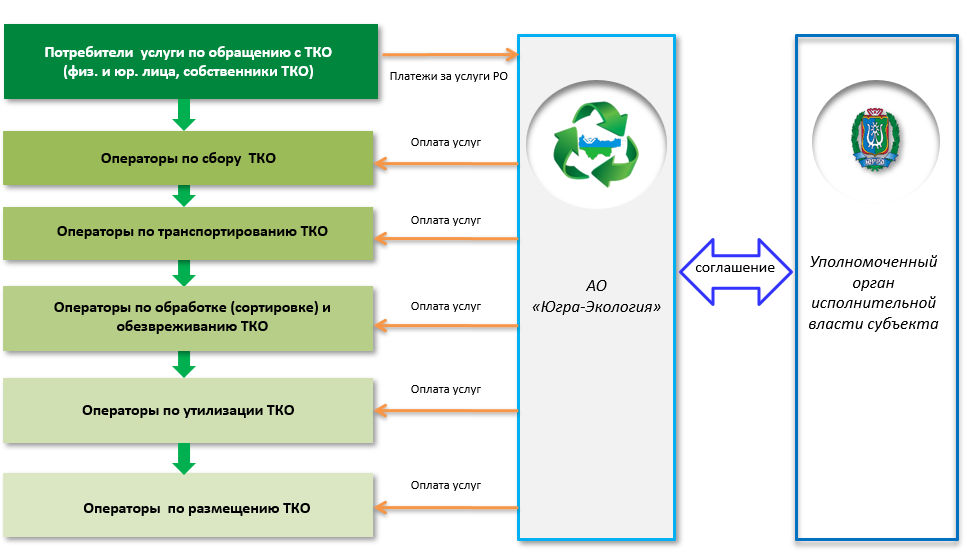 Потребители услуги по обращению с ТКО
(физ. и юр. лица, собственники ТКО)
Платежи за услуги РО
Операторы по сбору ТКО
Оплата услуг
Операторы по транспортированию ТКО
Оплата услуг
Операторы по обработке (сортировке) и
обезвреживанию ТКО
Оплата услуг
Операторы по утилизации ТКО
Оплата услуг
Операторы по размещению ТКО
Оплата услуг
АО
«Югра-Экология»
соглашение
ЮГРА
Уполномоченный
орган
исполнительной
власти субъекта